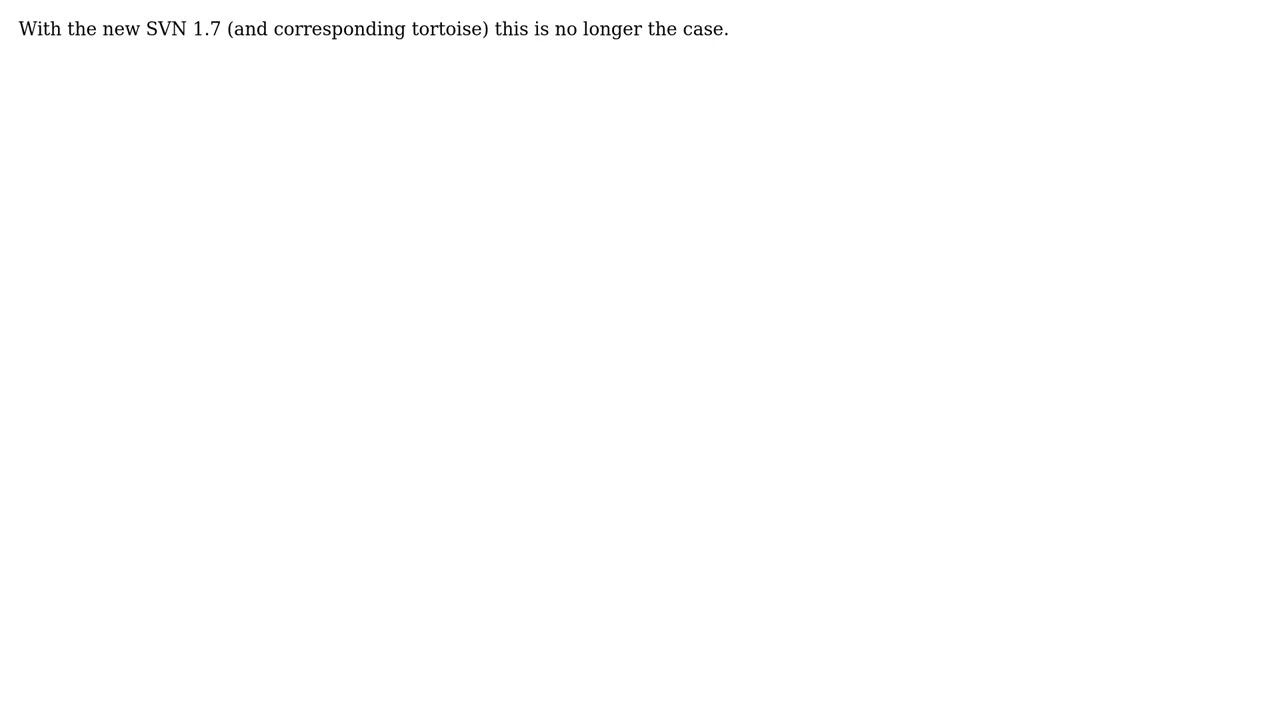 With the new SVN 1.7 (and corresponding tortoise) this is no longer the case.